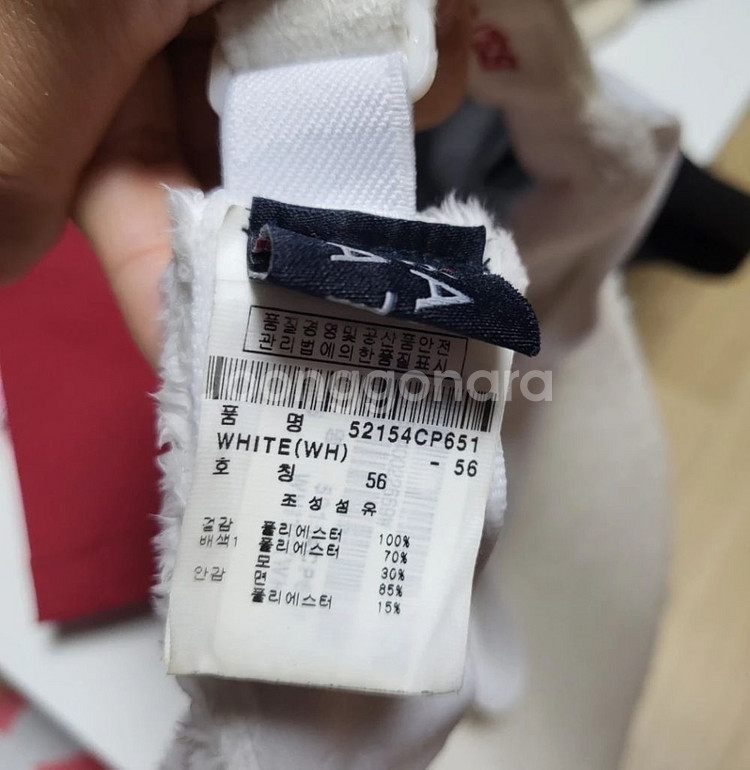 품질경영및공산품안전
관리법에의한품질표시
nonagonara
품 명 52154CP651
WHITE(WH) - 56
호 칭 56
조성섬유
겉감 폴리에스터 100%
배색1 폴리에스터 70%
모 30%
안감 면 85%
폴리에스터 15%